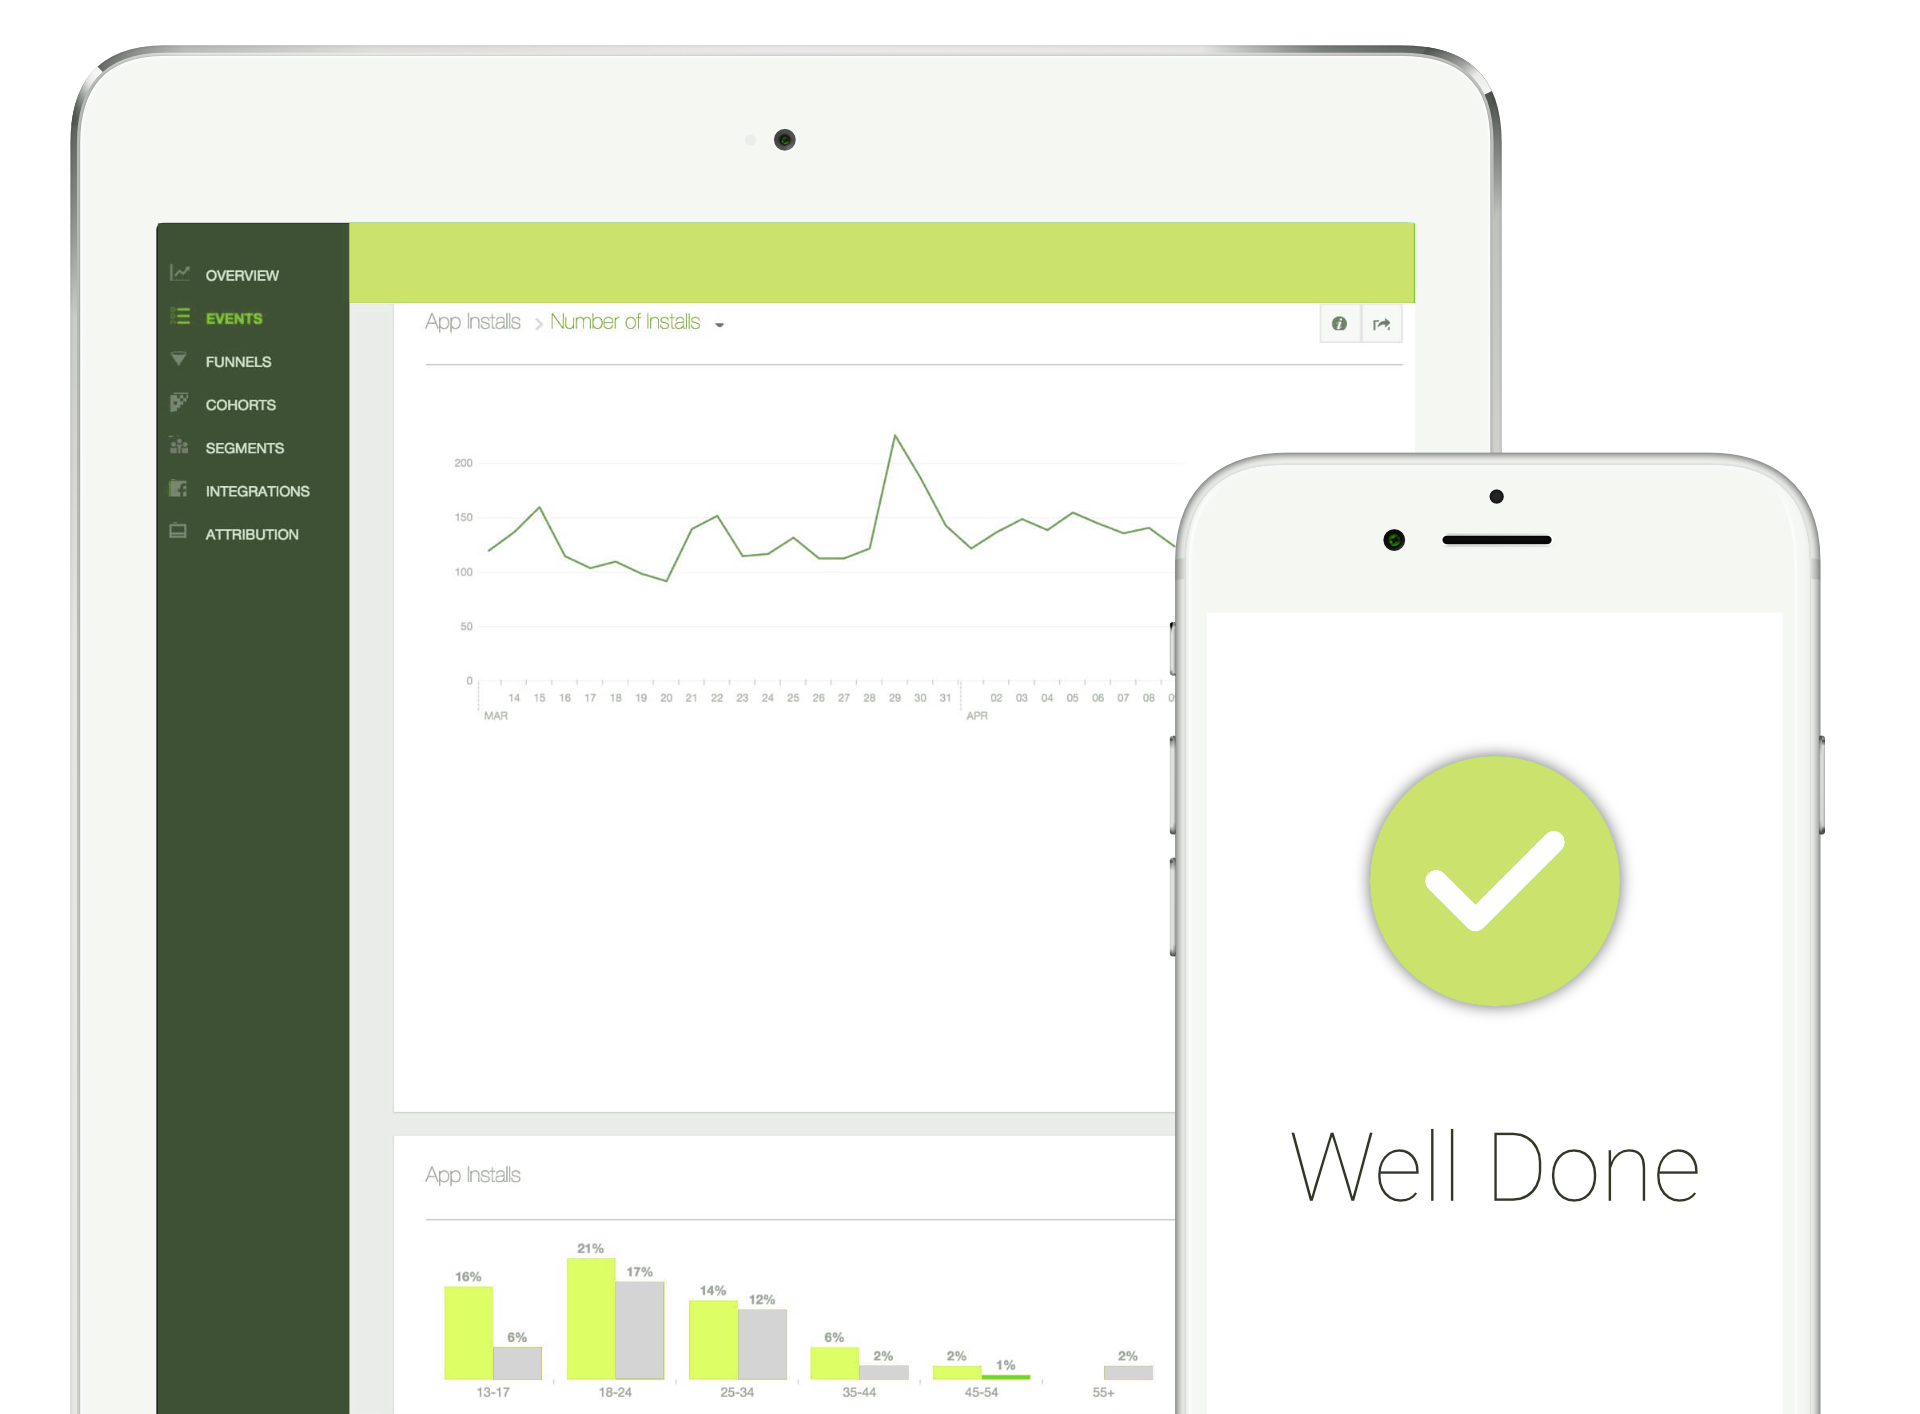 OVERVIEW
EVENTS
FUNNELS
COHORTS
SEGMENTS
INTEGRATIONS
ATTRIBUTION
App Installs > Number of Installs
200
150
100
50
0
14 15 16 17 18 19 20 21 22 23 24 25 26 27 28 29 30 31 02 03 04 05 06 07 08
MAR APR
App Installs
16% 6% 21% 17% 14% 12% 6% 2% 2% 1% 2%
13-17 18-24 25-34 35-44 45-54 55+
Well Done